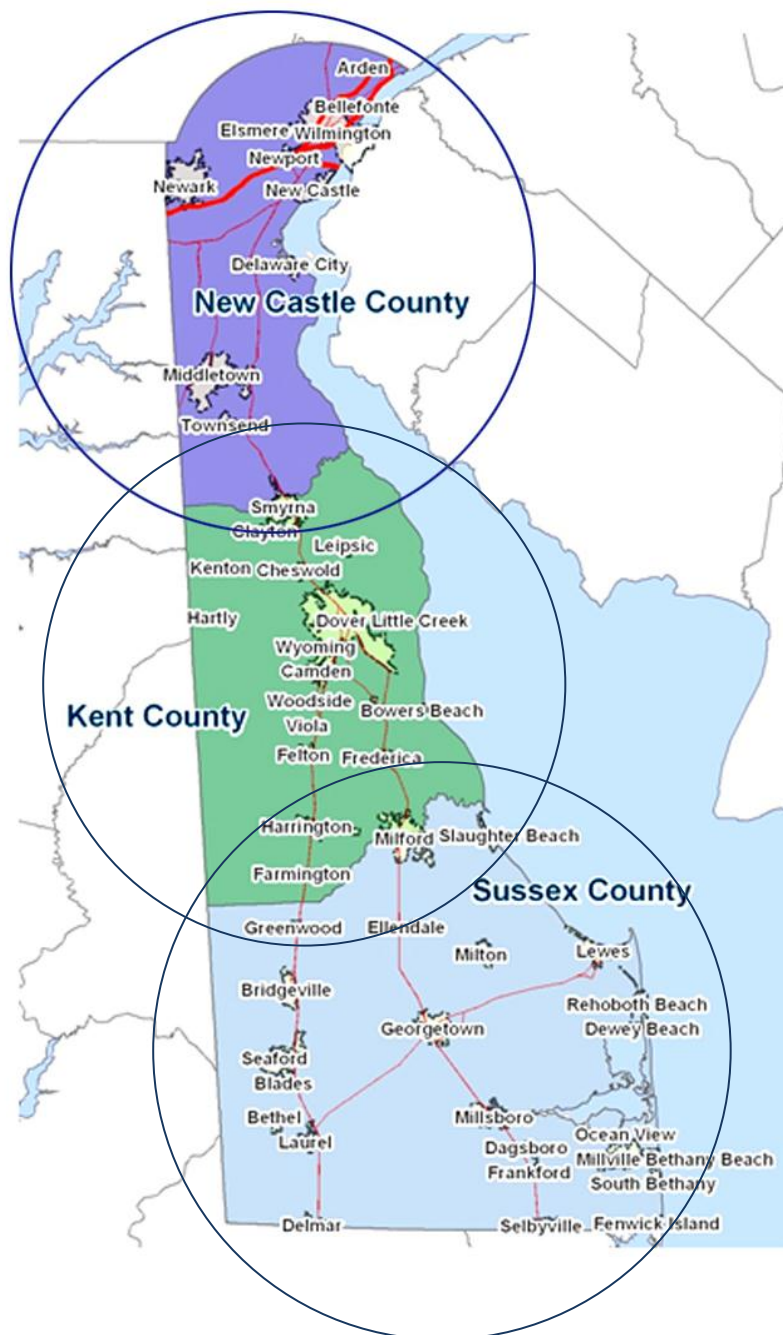 Arden
Bellefonte
Elsmere Wilmington
Newport
Newark
New Castle
Delaware City
New Castle County
Middletown
Townsend
Smyrna
Clayton
Leipsic
Kenton Cheswold
Hartly
Dover Little Creek
Wyoming
Camden
Woodside
Bowers Beach
Kent County
Viola
Felton
Frederica
Harrington
Milford
Slaughter Beach
Farmington
Sussex County
Greenwood
Ellendale
Milton
Lewes
Bridgeville
Rehoboth Beach
Georgetown
Dewey Beach
Seaford
Blades
Bethel
Millsboro
Laurel
Ocean View
Dagsboro
Millville Bethany Beach
Frankford
South Bethany
Delmar
Selbyville
Fenwick Island